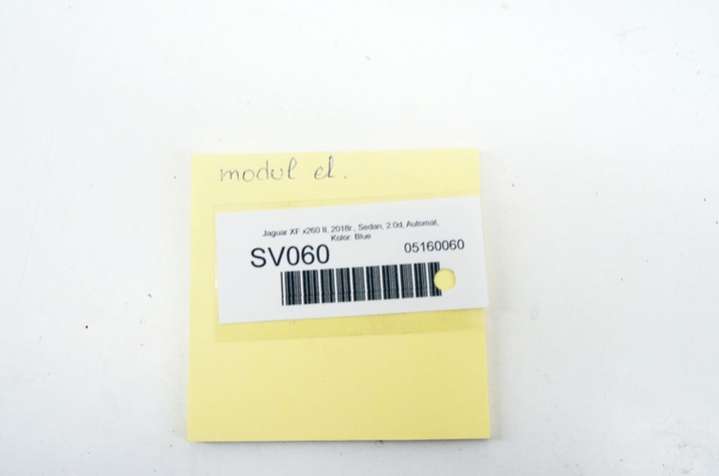 modul el.
Jaguar XF x260 II, 2018r., Sedan, 2.0d, Automat,
Kolor: Blue
SV060 05160060